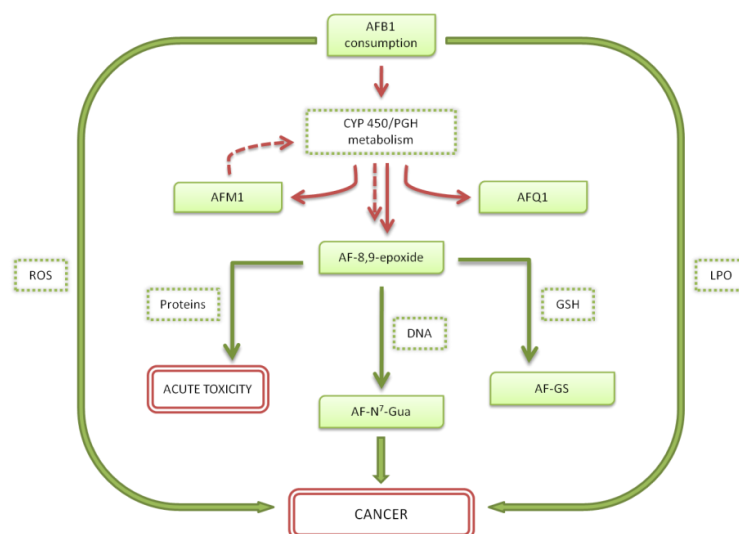 AFB1
consumption
CYP 450/PGH
metabolism
AFM1
AFQ1
AF-8,9-epoxide
ROS
LPO
Proteins
GSH
DNA
ACUTE TOXICITY
AF-GS
AF-N⁷-Gua
CANCER